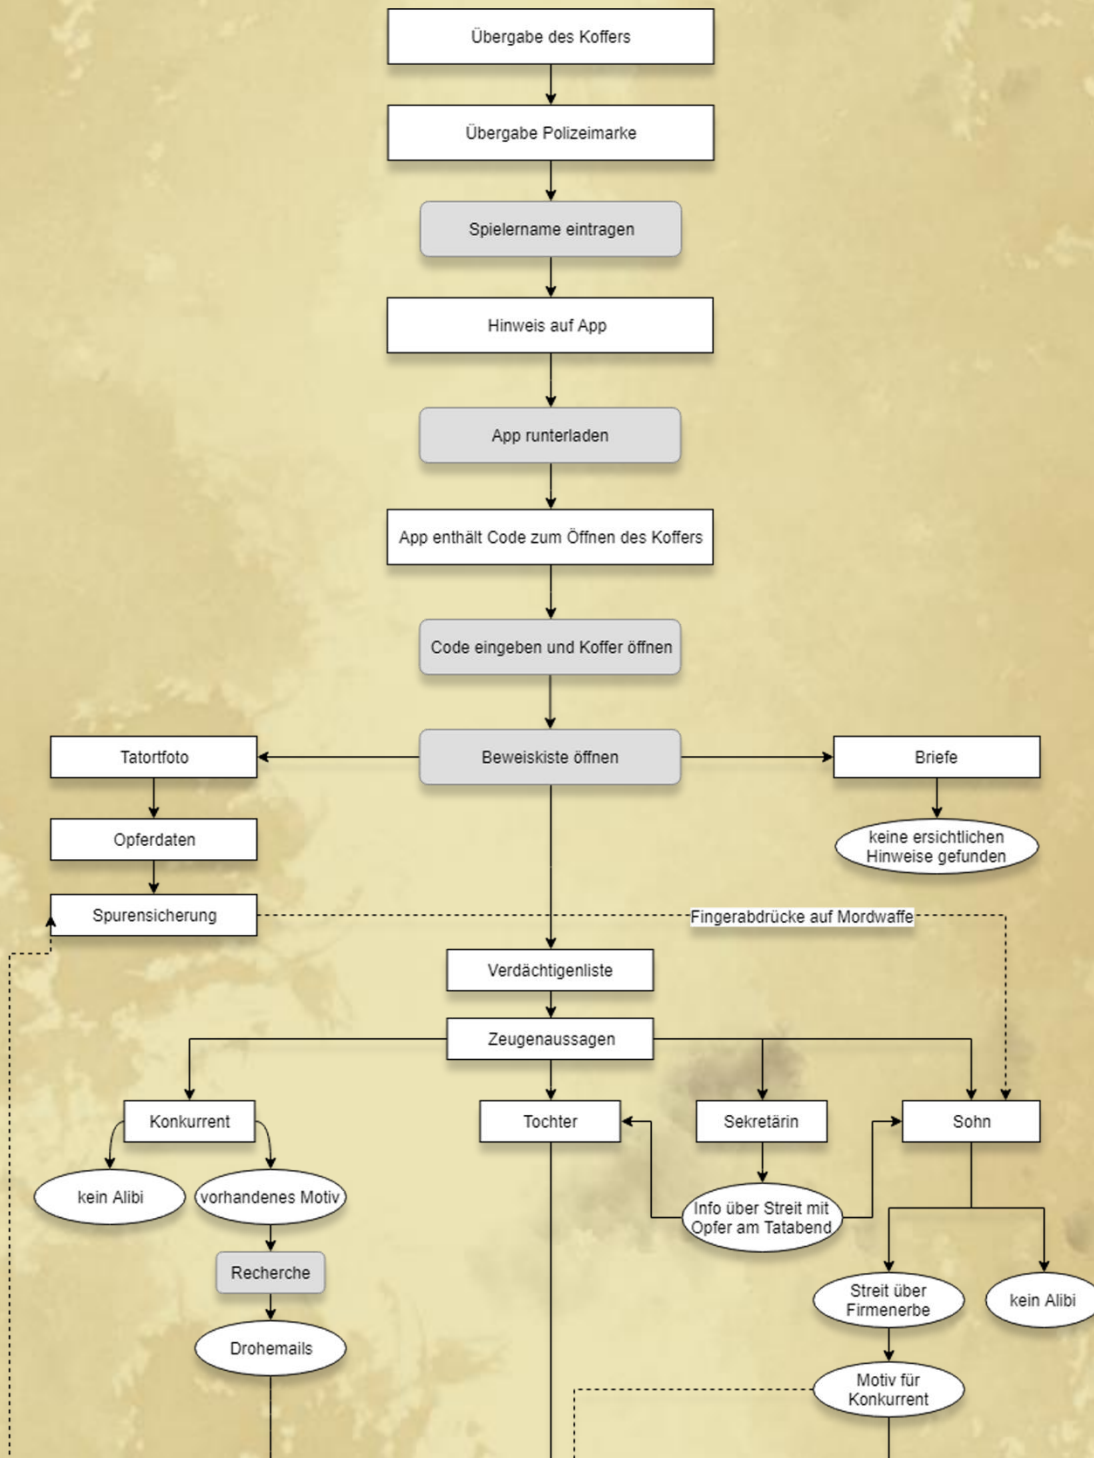 Übergabe des Koffers
Übergabe Polizeimarke
Spielername eintragen
Hinweis auf App
App runterladen
App enthält Code zum Öffnen des Koffers
Code eingeben und Koffer öffnen
Tatortfoto
Beweiskiste öffnen
Briefe
Opferdaten
keine ersichtlichen
Hinweise gefunden
Spurensicherung
Fingerabdrücke auf Mordwaffe
Verdächtigenliste
Zeugenaussagen
Konkurrent
Tochter
Sekretärin
Sohn
kein Alibi
vorhandenes Motiv
Info über Streit mit
Opfer am Tatabend
Recherche
Streit über
Firmenerbe
kein Alibi
Drohemails
Motiv für
Konkurrent